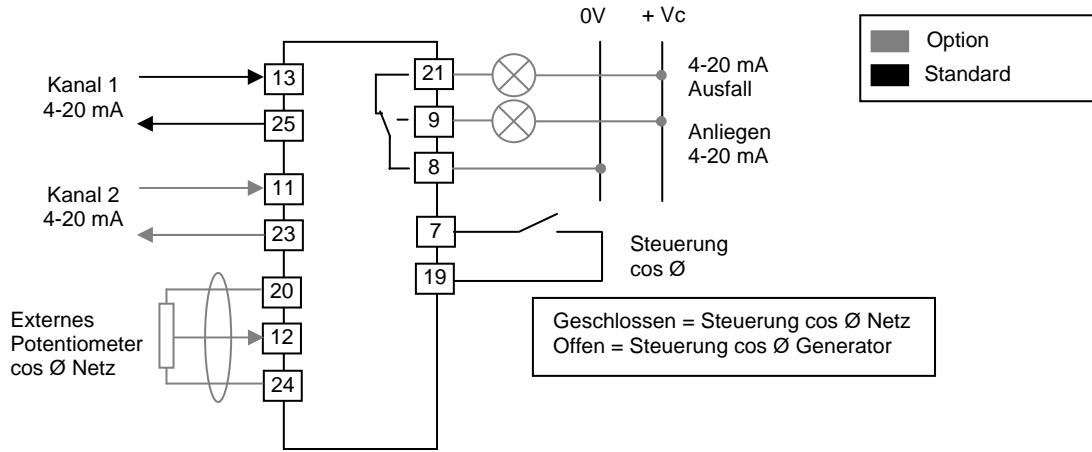 0V + Vc
Option
Standard
Kanal 1
4-20 mA
13
25
21
9
8
4-20 mA
Ausfall
Anliegen
4-20 mA
Kanal 2
4-20 mA
11
23
7
19
Steuerung
cos Ø
Externes
Potentiometer
cos Ø Netz
20
12
24
Geschlossen = Steuerung cos Ø Netz
Offen = Steuerung cos Ø Generator